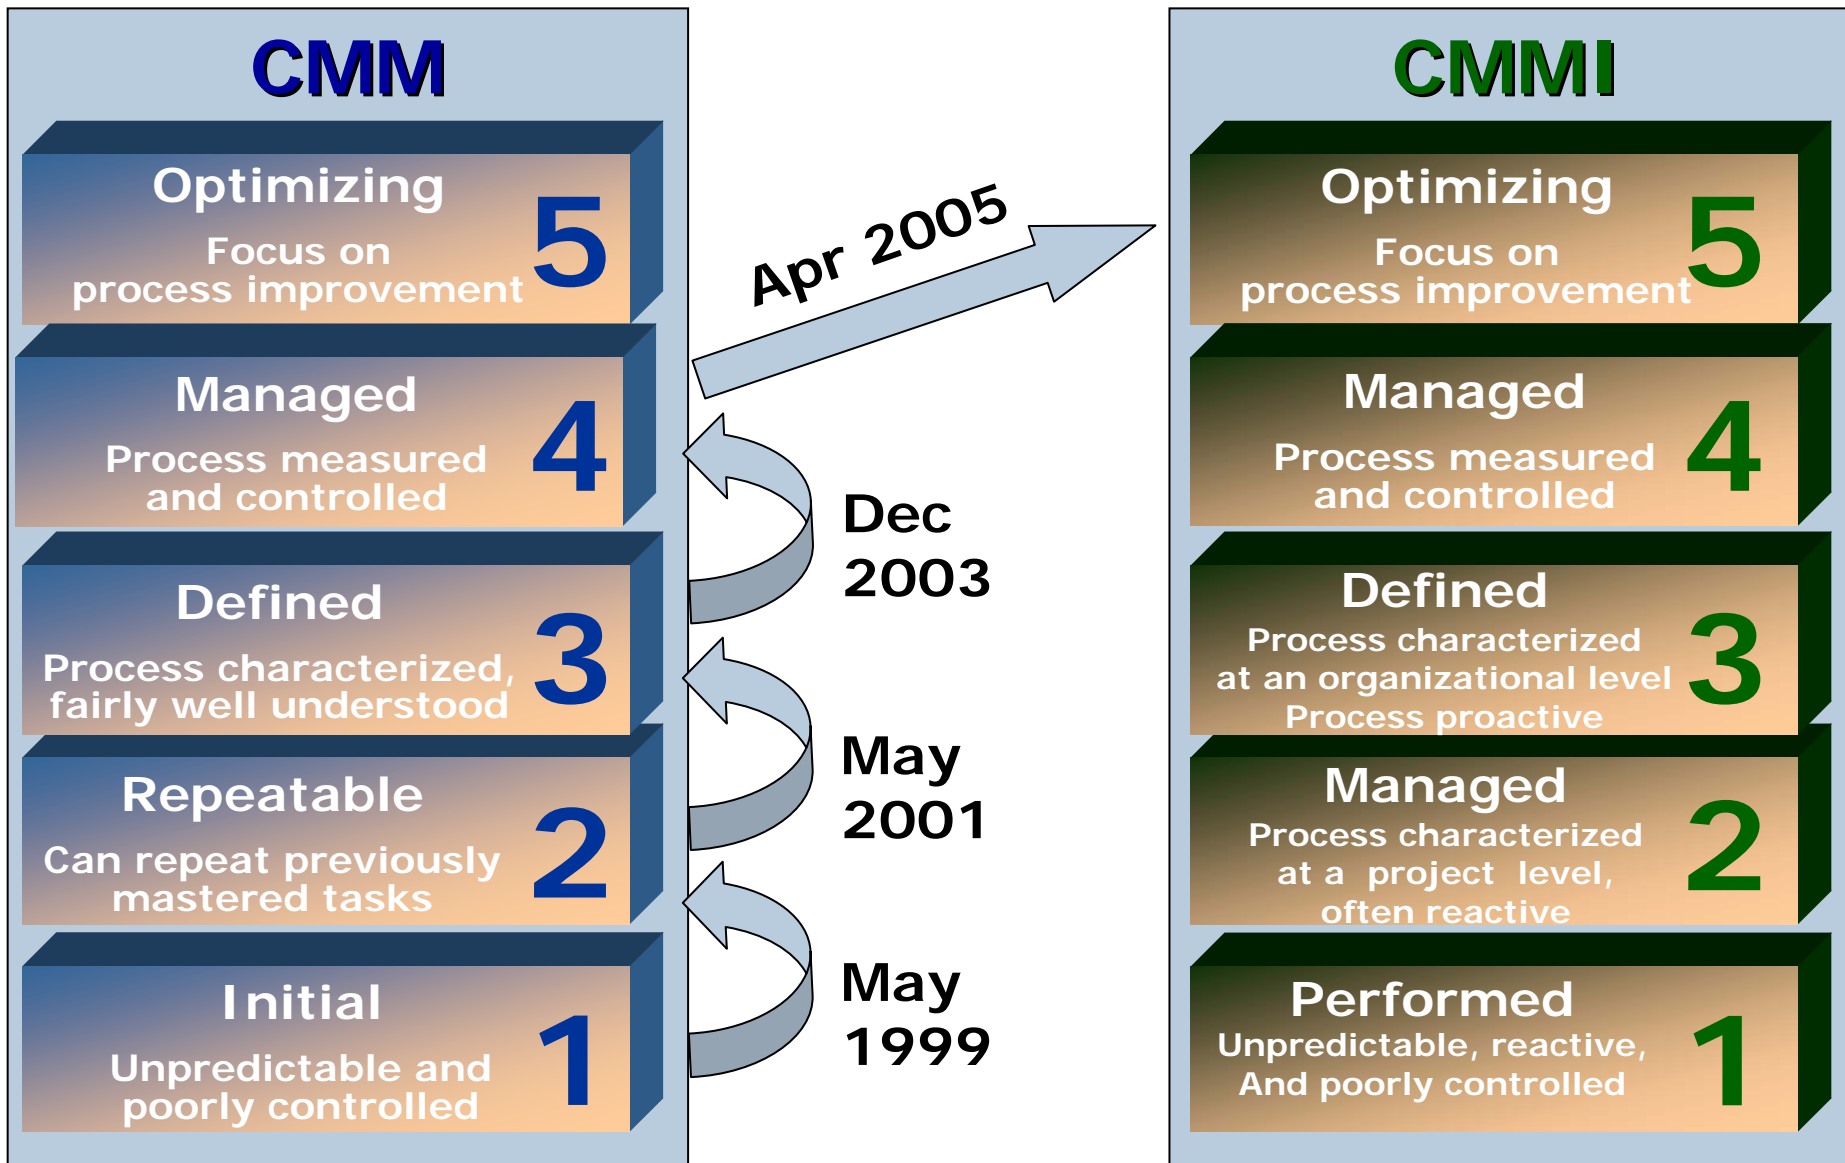 CMM
Optimizing
5
Focus on
process improvement
Managed
4
Process measured
and controlled
Defined
3
Process characterized,
fairly well understood
Repeatable
2
Can repeat previously
mastered tasks
Initial
1
Unpredictable and
poorly controlled
Apr 2005
Dec
2003
May
2001
May
1999
CMMI
Optimizing
5
Focus on
process improvement
Managed
4
Process measured
and controlled
Defined
3
Process characterized
at an organizational level
Process proactive
Managed
2
Process characterized
at a project level,
often reactive
Performed
1
Unpredictable, reactive,
And poorly controlled